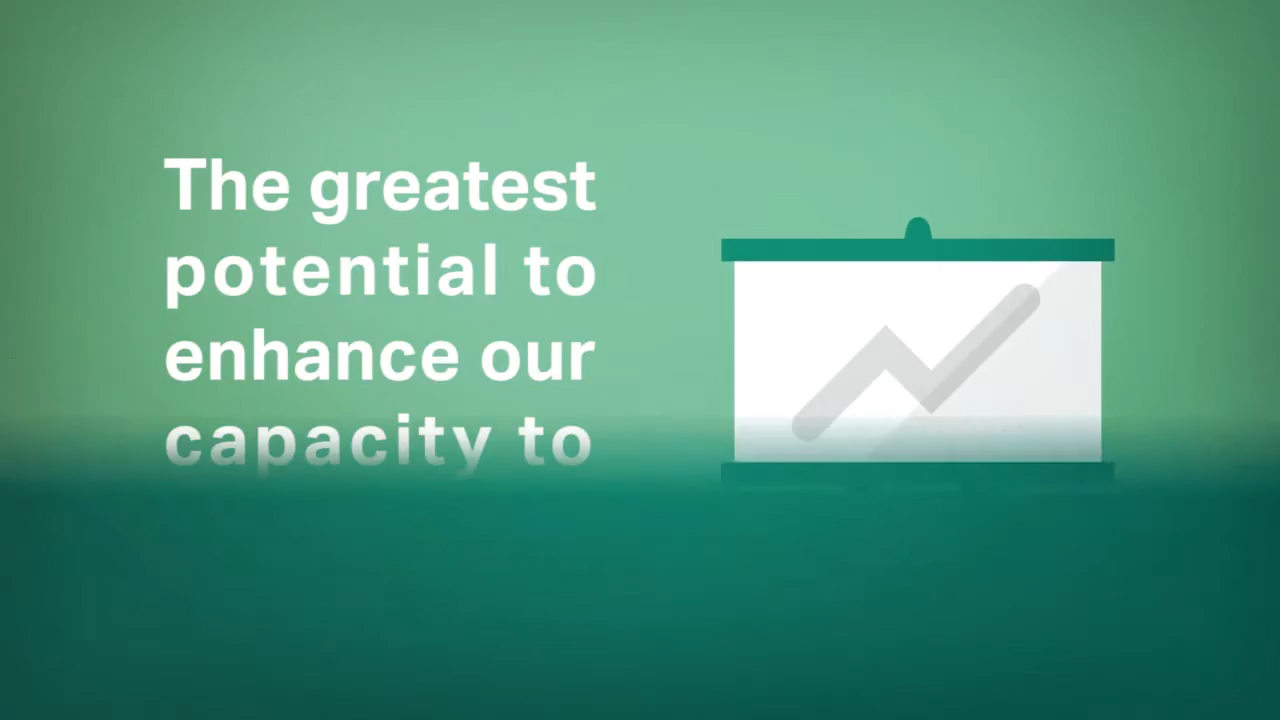 The greatest
potential to
enhance our
capacity to